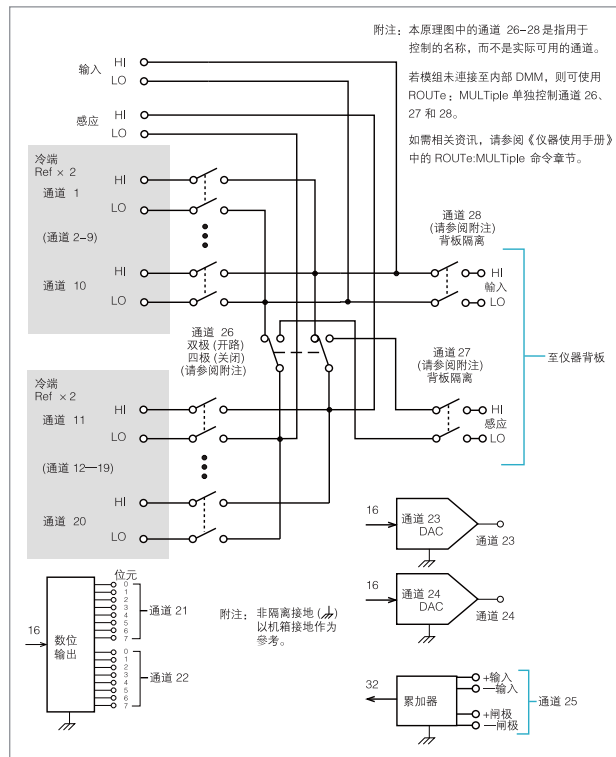 附注：本原理图中的通道 26–28 是指用于
控制的名称，而不是实际可用的通道。
若模组未連接至内部 DMM，则可使用
ROUTe：MULTiple 单独控制通道 26、
27 和 28。
如需相关资讯，请参阅《仪器使用手册》
中的 ROUTe:MULTiple 命令章节。
输入
HI
LO
感应
HI
LO
冷端
Ref × 2
通道 1
HI
LO
(通道 2–9)
通道 10
HI
LO
通道 28
(请参阅附注)
背板隔离
HI
输入
LO
通道 26
双极 (开路)
四极 (关闭)
(请参阅附注)
通道 27
(请参阅附注)
背板隔离
HI
感应
LO
至仪器背板
冷端
Ref × 2
通道 11
HI
LO
(通道 12—19)
通道 20
HI
LO
16
通道 23
DAC
通道 23
16
通道 24
DAC
通道 24
位元
16
数位
输出
0
1
2
3
4
5
6
7
通道 21
0
1
2
3
4
5
6
7
通道 22
附注：非隔离接地 ( )
以机箱接地作为
参考。
32
累加器
+输入
—输入
+闸极
—闸极
通道 25